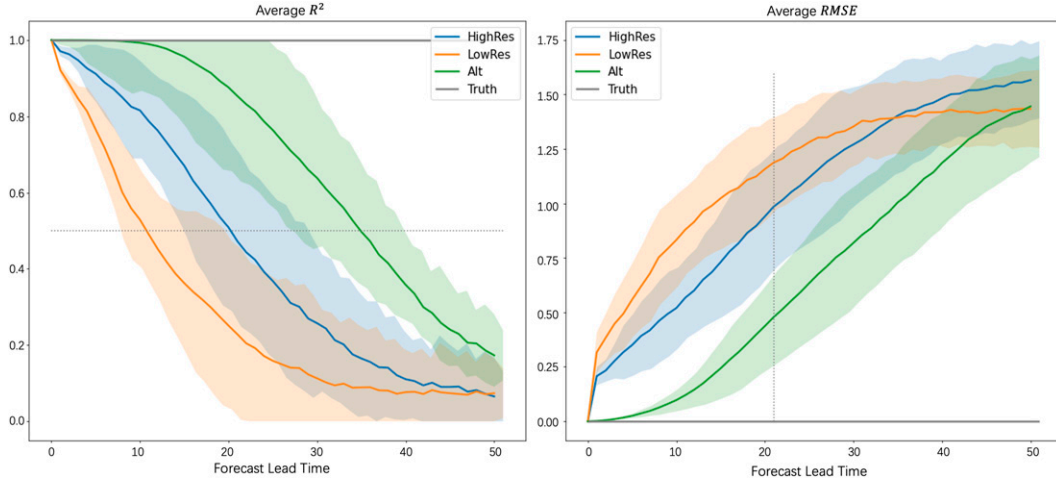 Average R²
1.0
0.8
0.6
0.4
0.2
0.0
HighRes
LowRes
Alt
Truth
0
10
20
30
40
50
Forecast Lead Time
Average RMSE
1.75
1.50
1.25
1.00
0.75
0.50
0.25
0.00
HighRes
LowRes
Alt
Truth
0
10
20
30
40
50
Forecast Lead Time